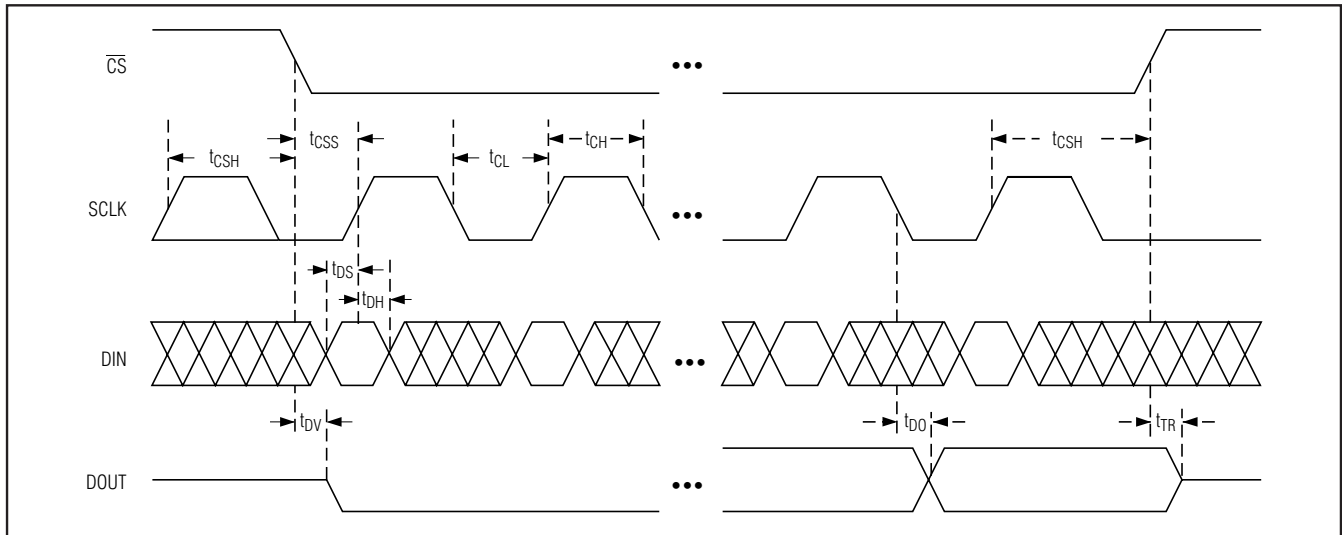 CS
•••
tCSS
tCH
tCSH
tCL
tCSH
SCLK
•••
tDS
tDH
DIN
•••
tDV
tDO
tTR
DOUT
•••